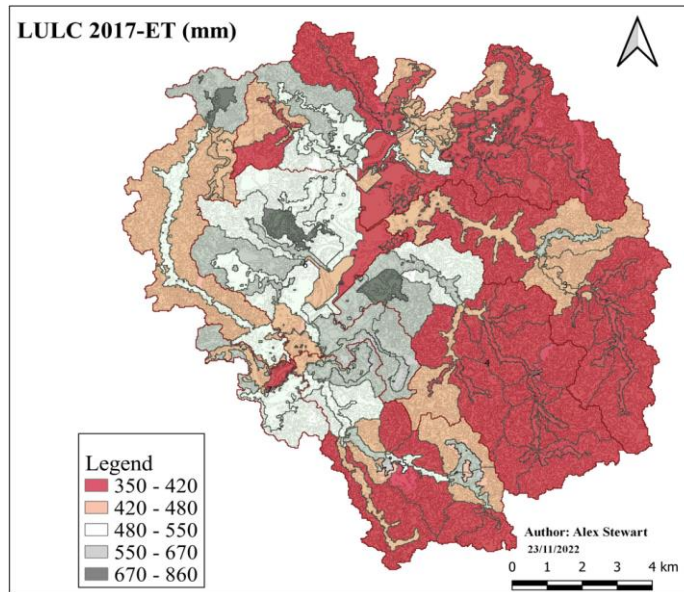 LULC 2017-ET (mm)
Legend
350 - 420
420 - 480
480 - 550
550 - 670
670 - 860
Author: Alex Stewart
23/11/2022
0 1 2 3 4 km